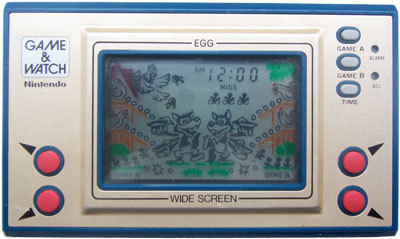 GAME
&
WATCH
Nintendo
EGG
GAME A
ALARM
GAME B
ACL
TIME
AM 12:00
MISS
GAME A
GAME B
WIDE SCREEN